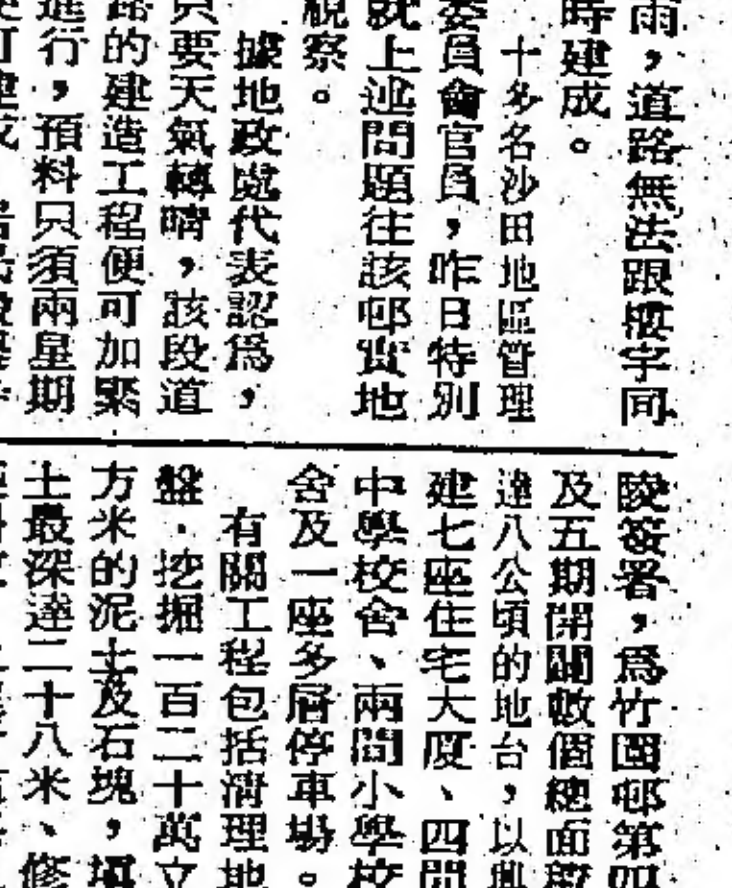 雨,道路無法跟樓宇同
時建成。
十多名沙田地區管理
委員會官員,昨日特別
就上述問題往該邨實地
視察。
據地政處代表認爲,
只要天氣轉晴,該段道
路的建造工程便可加緊
進行,預料只須兩星期
陵簽署,爲竹園邨第四
及五期開闢數個總面
達八公頃的地台,以興
建七座住宅大厦、四間
中學校舍、兩間小學校
舍及一座多層停車場。
有關工程包括清理地
盤.挖掘一百二十萬立
方米的泥土及石塊,填
土最深達二十八米、修